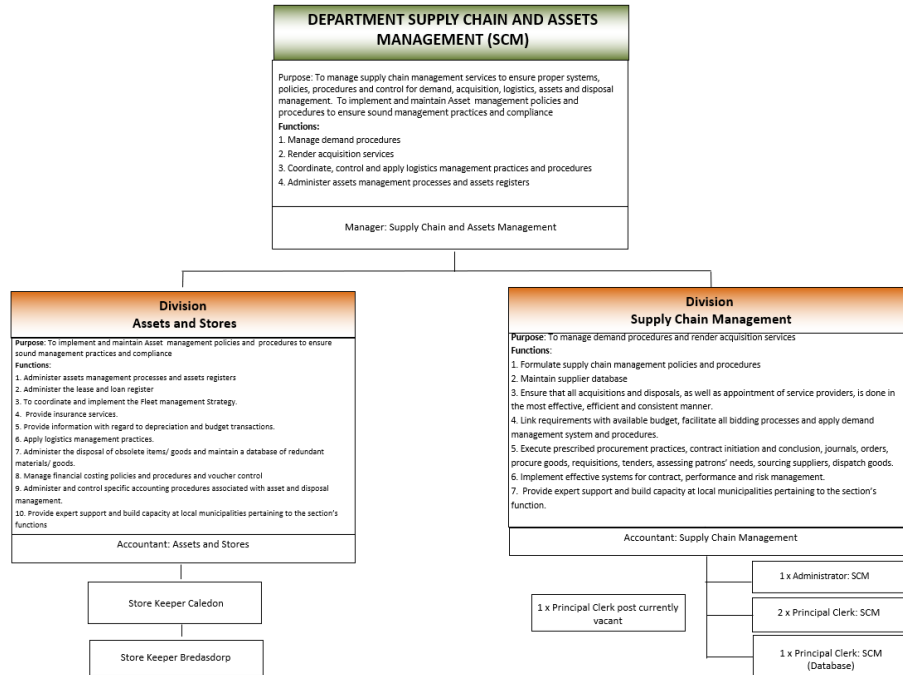 DEPARTMENT SUPPLY CHAIN AND ASSETS
MANAGEMENT (SCM)
Purpose: To manage supply chain management services to ensure proper systems,
policies, procedures and control for demand, acquisition, logistics, assets and disposal
management. To implement and maintain Asset management policies and
procedures to ensure sound management practices and compliance
Functions:
1. Manage demand procedures
2. Render acquisition services
3. Coordinate, control and apply logistics management practices and procedures
4. Administer assets management processes and assets registers
Manager: Supply Chain and Assets Management
Division
Assets and Stores
Purpose: To implement and maintain Asset management policies and procedures to ensure
sound management practices and compliance
Functions:
1. Administer assets management processes and assets registers
2. Administer the lease and loan register
3. To coordinate and implement the Fleet management Strategy.
4. Provide insurance services.
5. Provide information with regard to depreciation and budget transactions.
6. Apply logistics management practices.
7. Administer the disposal of obsolete items/ goods and maintain a database of redundant
materials/ goods.
8. Manage financial costing policies and procedures and voucher control
9. Administer and control specific accounting procedures associated with asset and disposal
management.
10. Provide expert support and build capacity at local municipalities pertaining to the section's
functions
Accountant: Assets and Stores
Store Keeper Caledon
Store Keeper Bredasdorp
Division
Supply Chain Management
Purpose: To manage demand procedures and render acquisition services
Functions:
1. Formulate supply chain management policies and procedures
2. Maintain supplier database
3. Ensure that all acquisitions and disposals, as well as appointment of service providers, is done in
the most effective, efficient and consistent manner.
4. Link requirements with available budget, facilitate all bidding processes and apply demand
management system and procedures.
5. Execute prescribed procurement practices, contract initiation and conclusion, journals, orders,
procure goods, requisitions, tenders, assessing patrons' needs, sourcing suppliers, dispatch goods.
6. Implement effective systems for contract, performance and risk management.
7. Provide expert support and build capacity at local municipalities pertaining to the section's
function.
Accountant: Supply Chain Management
1 x Administrator: SCM
1 x Principal Clerk post currently
vacant
2 x Principal Clerk: SCM
1 x Principal Clerk: SCM
(Database)